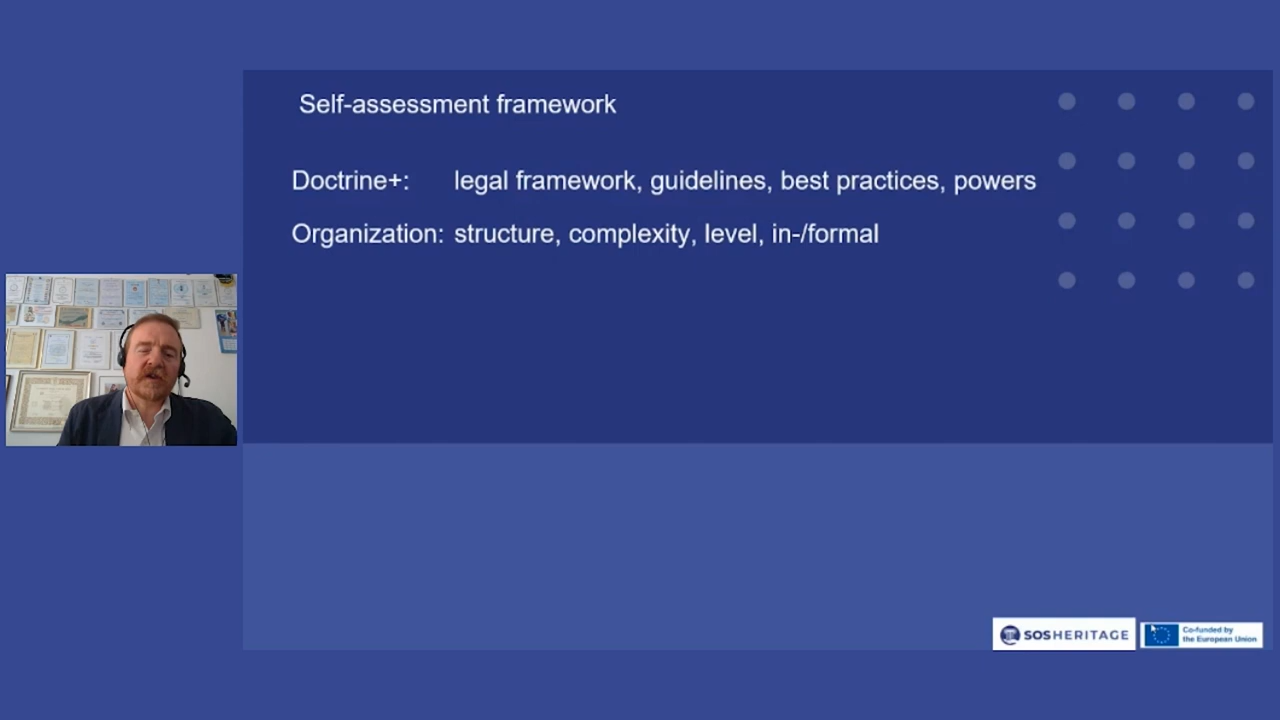 Self-assessment framework
Doctrine+: legal framework, guidelines, best practices, powers
Organization: structure, complexity, level, in-/formal
SOSHERITAGE
Co-funded by
the European Union